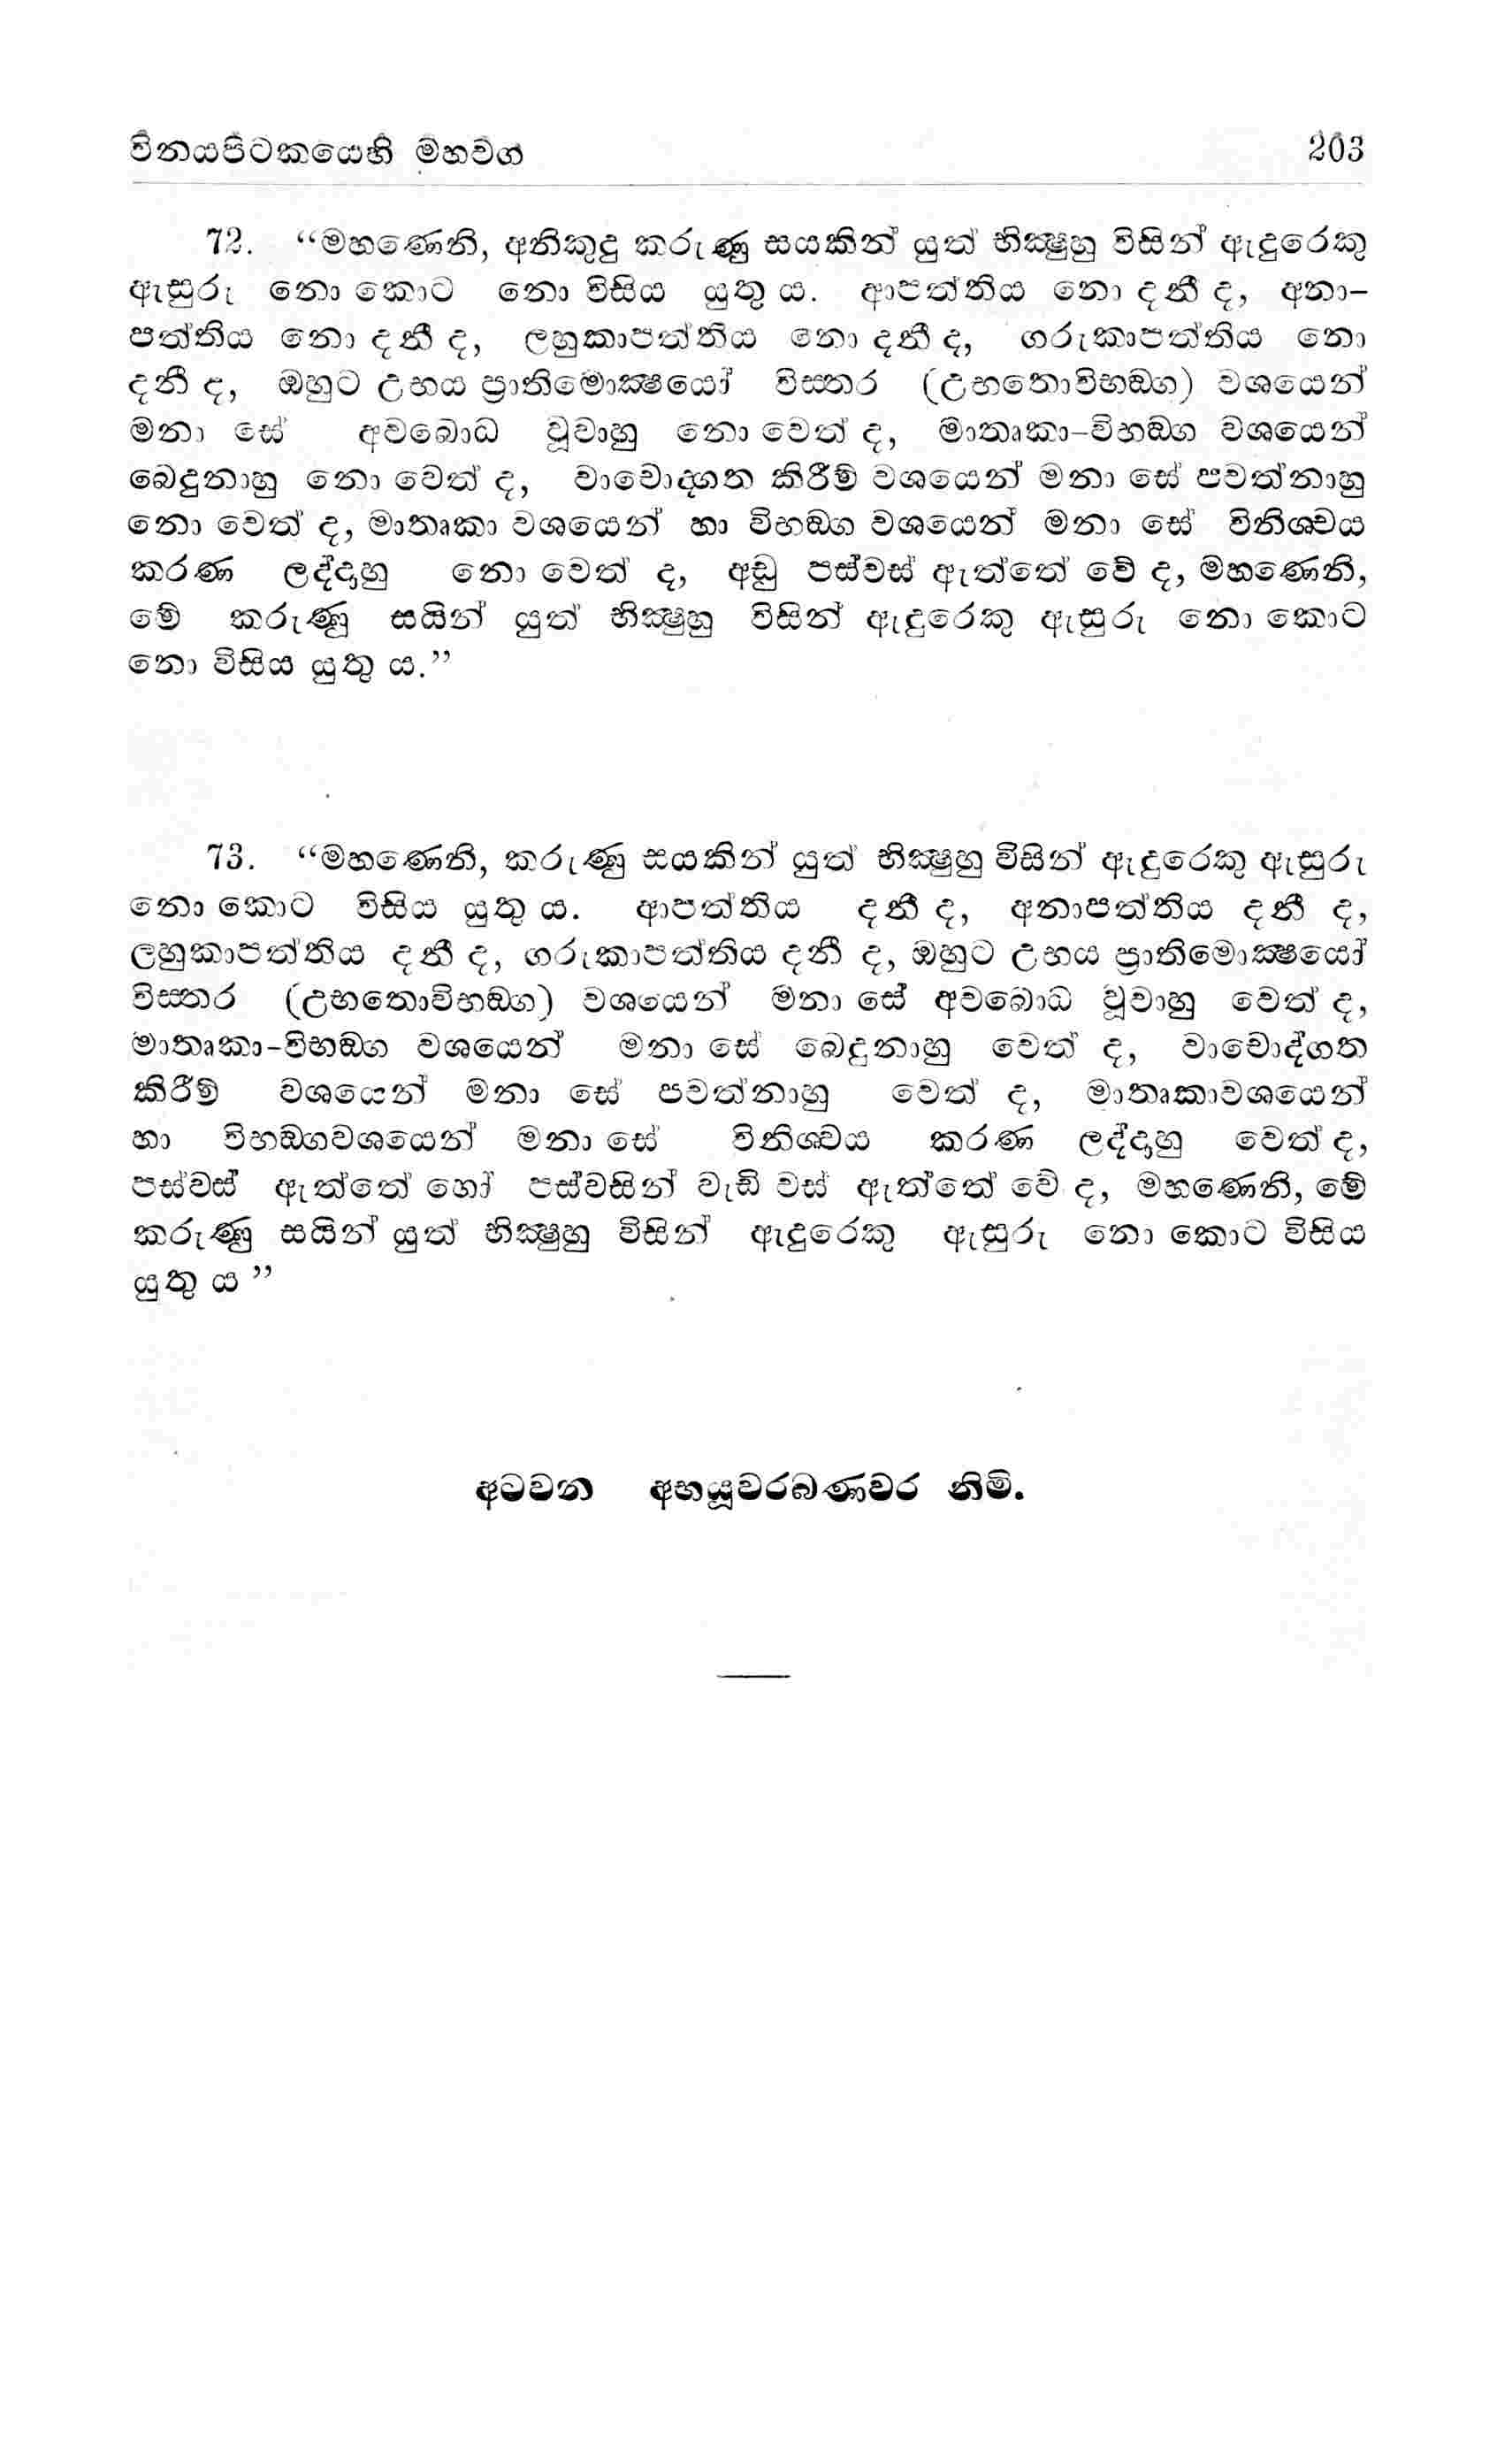 විනයපිටකයෙහි මහවග 203
72. “මහණෙනි, අනිකුදු කරුණු සයකින් යුත් භික්‍ෂුහු විසින් ඇදුරෙකු
ඇසුරු නො කොට නො විසිය යුතු ය. ආපත්තිය නො දනී ද, අනා-
පත්තිය නො දනී ද, ලහුකාපත්තිය නො දනී ද, ගරුකාපත්තිය නො
දනී ද, ඔහුට උභය ප්‍රාතිමොක්‍ෂයෝ විස්තර (උභතොවිභඞ්ග) වශයෙන්
මනා සේ අවබොධ වූවාහු නො වෙත් ද, මාතෘකා-විභඞ්ග වශයෙන්
බෙදුනාහු නො වෙත් ද, වාචොද්ගත කිරීම් වශයෙන් මනා සේ පවත්නාහු
නො වෙත් ද, මාතෘකා වශයෙන් හා විභඞ්ග වශයෙන් මනා සේ විනිශ්චය
කරණ ලද්දහු නො වෙත් ද, අඩු පස්වස් ඇත්තේ වේ ද, මහණෙනි,
මේ කරුණු සයින් යුත් භික්‍ෂුහු විසින් ඇදුරෙකු ඇසුරු නො කොට
නො විසිය යුතු ය.”
73. “මහණෙනි, කරුණු සයකින් යුත් භික්‍ෂුහු විසින් ඇදුරෙකු ඇසුරු
නො කොට විසිය යුතු ය. ආපත්තිය දනී ද, අනාපත්තිය දනී ද,
ලහුකාපත්තිය දනී ද, ගරුකාපත්තිය දනී ද, ඔහුට උභය ප්‍රාතිමොක්‍ෂයෝ
විස්තර (උභතොවිභඞ්ග) වශයෙන් මනා සේ අවබොධ වූවාහු වෙත් ද,
මාතෘකා-විභඞ්ග වශයෙන් මනා සේ බෙදුනාහු වෙත් ද, වාචොද්ගත
කිරීම් වශයෙන් මනා සේ පවත්නාහු වෙත් ද, මාතෘකාවශයෙන්
හා විභඞ්ගවශයෙන් මනා සේ විනිශ්චය කරණ ලද්දාහු වෙත් ද,
පස්වස් ඇත්තේ හෝ පස්වසින් වැඩි වස් ඇත්තේ වේ ද, මහණෙනි, මේ
කරුණු සයින් යුත් භික්‍ෂුහු විසින් ඇදුරෙකු ඇසුරු නො කොට විසිය
යුතු ය ”
අටවන අභයූවරබණවර නිමි.